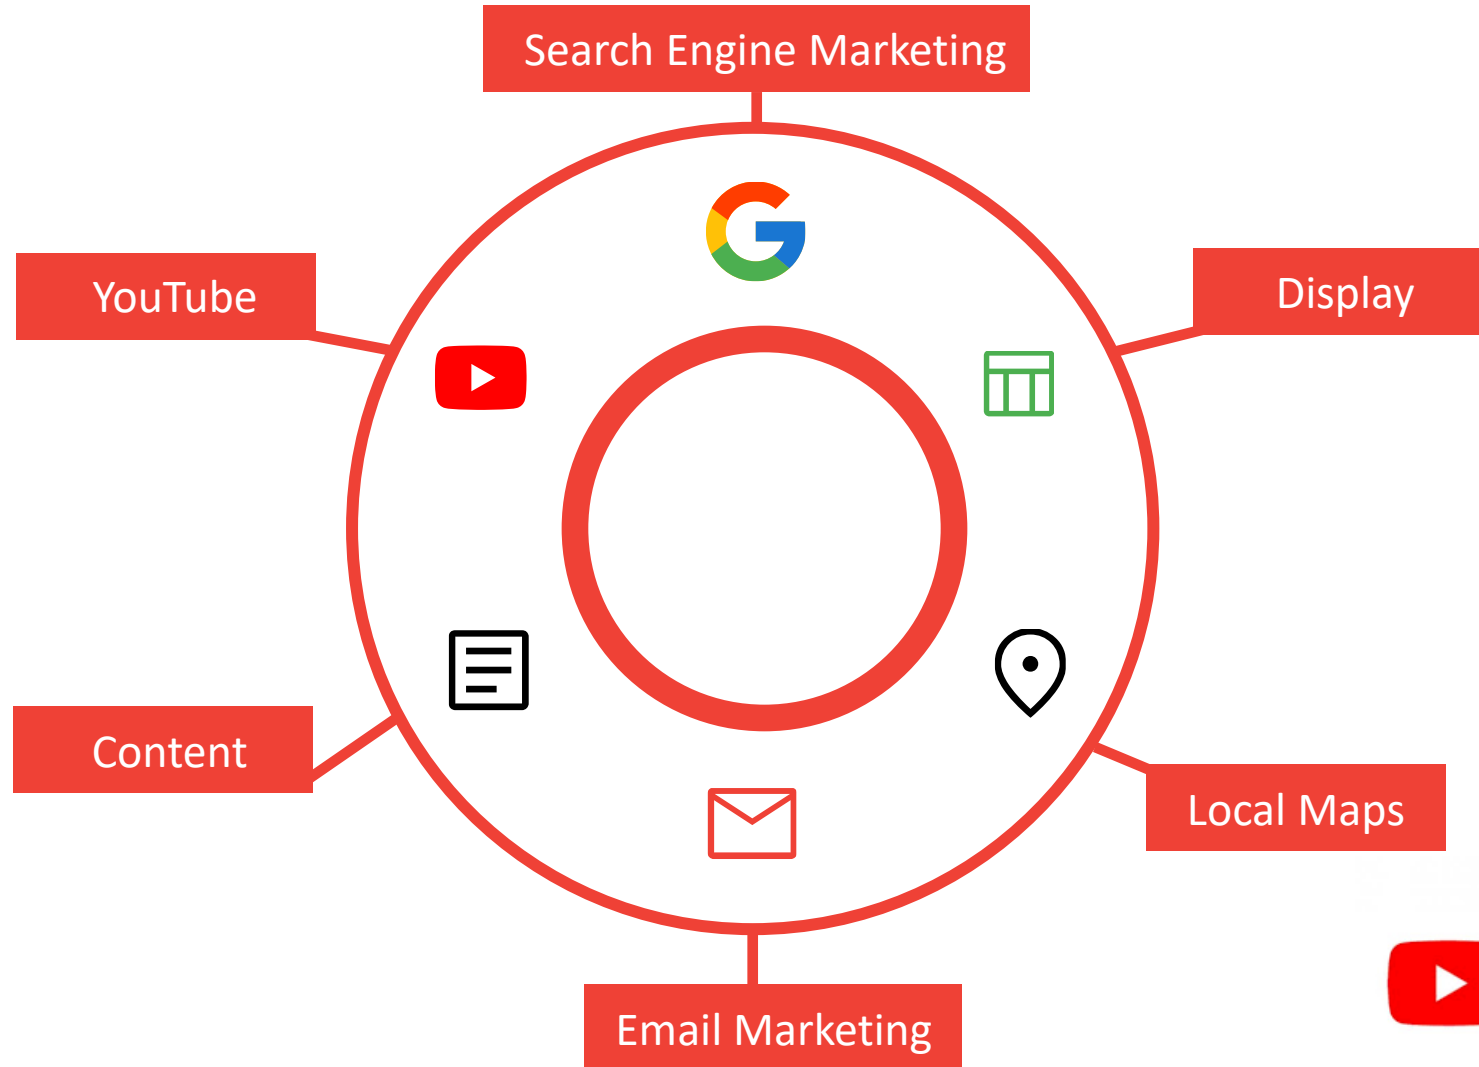 Search Engine Marketing
YouTube
Display
Content
Local Maps
Email Marketing